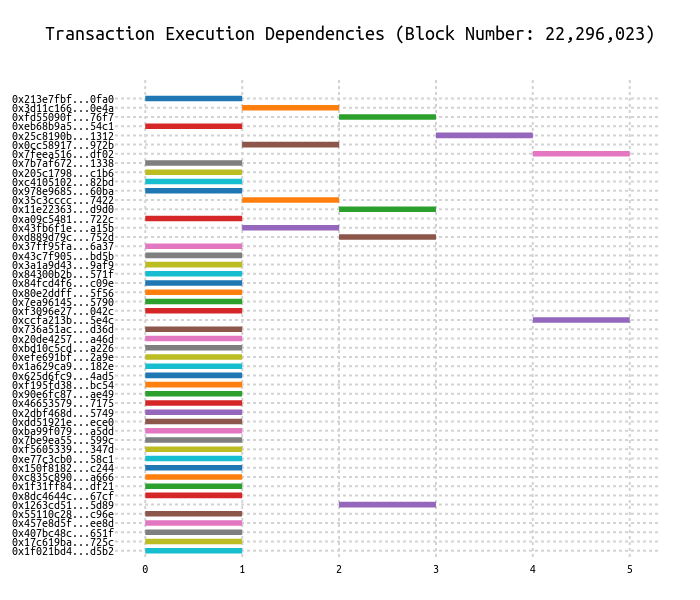 Transaction Execution Dependencies (Block Number: 22,296,023)
0x213e7fbf...0fa0
0x3d11c166...0e4a
0xfd55090f...76f7
0xeb68b9a5...54c1
0x25c8190b...1312
0x0cc58917...972b
0x7feea516...df02
0x7b7af672...1338
0x205c1798...c1b6
0xc4105102...82bd
0x978e9685...60ba
0x35c3cccc...7422
0x11e22363...d9d0
0xa09c5481...722c
0x43fb6f1e...a15b
0xd889d79c...752d
0x37ff95fa...6a37
0x43c7f905...bd5b
0x3a1a9d43...9af9
0x84300b2b...571f
0x84fcd4f6...c09e
0x80e2ddff...5f56
0x7ea96145...5790
0xf3096e27...042c
0xccfa213b...5e4c
0x736a51ac...d36d
0x20de4257...a46d
0xbd10c5cd...a226
0xefe691bf...2a9e
0x1a629ca9...182e
0x625d6fc9...4ad5
0xf195fd38...bc54
0x90e6fc87...ae49
0x46653579...7175
0x2dbf468d...5749
0xdd51921e...ece0
0xba99f079...a5dd
0x7be9ea55...599c
0xf5605339...347d
0xe77c3cb0...58c1
0x150f8182...c244
0xc835c890...a666
0x1f31ff84...df21
0x8dc4644c...67cf
0x1263cd51...5d89
0x55110c28...c96e
0x457e8d5f...ee8d
0x407bc48c...651f
0x17c619ba...725c
0x1f021bd4...d5b2
0 1 2 3 4 5